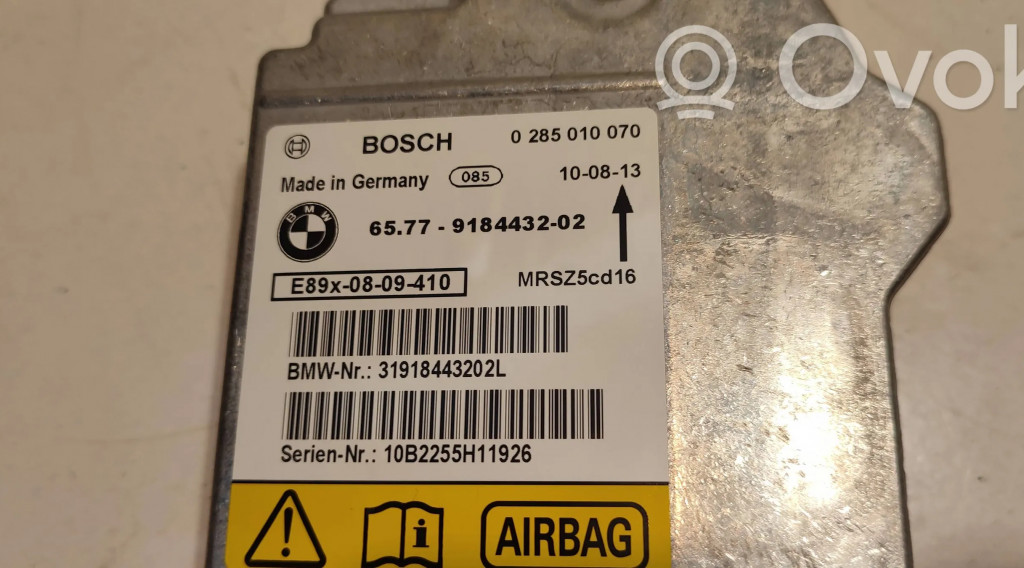 Ovok
BOSCH 0 285 010 070
Made in Germany 085 10-08-13
BMW
65.77 - 9184432-02
E89x-08-09-410 MRSZ5cd16
BMW-Nr.: 31918443202L
Serien-Nr.: 10B2255H11926
AIRBAG